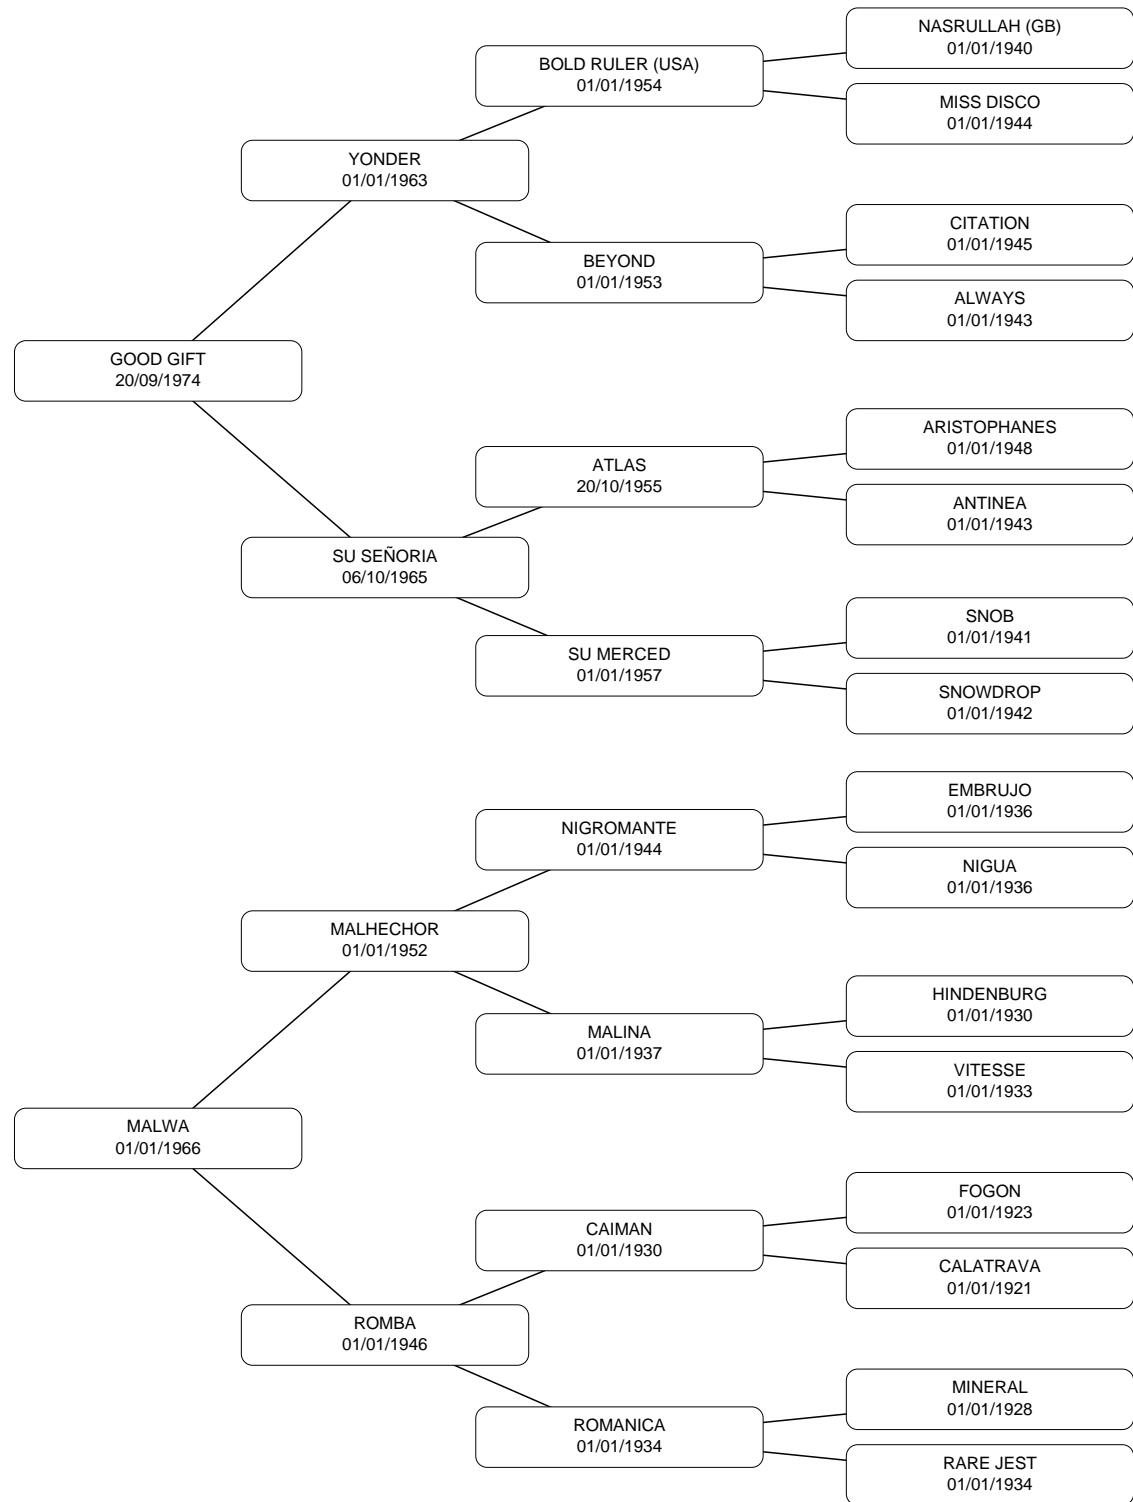 NASRULLAH (GB)
01/01/1940
BOLD RULER (USA)
01/01/1954
MISS DISCO
01/01/1944
YONDER
01/01/1963
CITATION
01/01/1945
BEYOND
01/01/1953
ALWAYS
01/01/1943
GOOD GIFT
20/09/1974
ARISTOPHANES
01/01/1948
ATLAS
20/10/1955
ANTINEA
01/01/1943
SU SEÑORIA
06/10/1965
SNOB
01/01/1941
SU MERCED
01/01/1957
SNOWDROP
01/01/1942
EMBRUJO
01/01/1936
NIGROMANTE
01/01/1944
NIGUA
01/01/1936
MALHECHOR
01/01/1952
HINDENBURG
01/01/1930
MALINA
01/01/1937
VITESSE
01/01/1933
MALWA
01/01/1966
FOGON
01/01/1923
CAIMAN
01/01/1930
CALATRAVA
01/01/1921
ROMBA
01/01/1946
MINERAL
01/01/1928
ROMANICA
01/01/1934
RARE JEST
01/01/1934